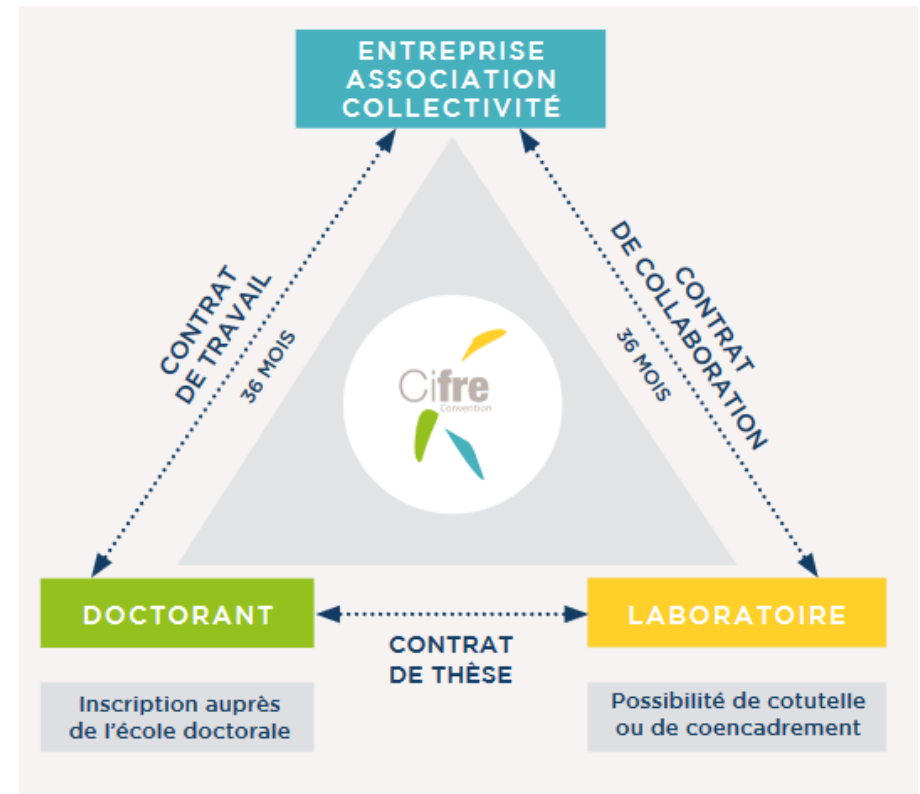 ENTREPRISE
ASSOCIATION
COLLECTIVITÉ
CONTRAT
DE TRAVAIL
36 MOIS
CONTRAT
DE COLLABORATION
36 MOIS
Cifre
Convention
DOCTORANT
LABORATOIRE
CONTRAT
DE THÈSE
Inscription auprès
de l'école doctorale
Possibilité de cotutelle
ou de coencadrement